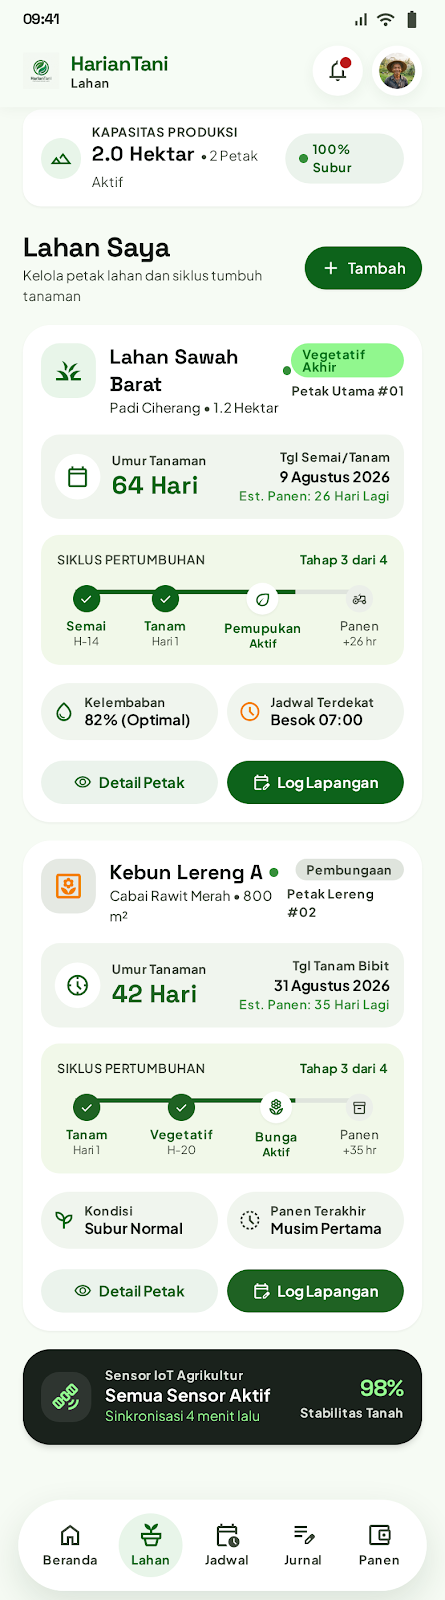 09:41
HarianTani
HarianTani
Lahan
KAPASITAS PRODUKSI
2.0 Hektar • 2 Petak
Aktif
100%
Subur
Lahan Saya
Kelola petak lahan dan siklus tumbuh
tanaman
+ Tambah
Lahan Sawah
Barat
Padi Ciherang • 1.2 Hektar
Vegetatif
Akhir
Petak Utama #01
Umur Tanaman
64 Hari
Tgl Semai/Tanam
9 Agustus 2026
Est. Panen: 26 Hari Lagi
SIKLUS PERTUMBUHAN
Tahap 3 dari 4
Semai
H-14
Tanam
Hari 1
Pemupukan
Aktif
Panen
+26 hr
Kelembaban
82% (Optimal)
Jadwal Terdekat
Besok 07:00
Detail Petak
Log Lapangan
Kebun Lereng A
Cabai Rawit Merah • 800
m²
Pembungaan
Petak Lereng
#02
Umur Tanaman
42 Hari
Tgl Tanam Bibit
31 Agustus 2026
Est. Panen: 35 Hari Lagi
SIKLUS PERTUMBUHAN
Tahap 3 dari 4
Tanam
Hari 1
Vegetatif
H-20
Bunga
Aktif
Panen
+35 hr
Kondisi
Subur Normal
Panen Terakhir
Musim Pertama
Detail Petak
Log Lapangan
Sensor IoT Agrikultur
Semua Sensor Aktif
Sinkronisasi 4 menit lalu
98%
Stabilitas Tanah
Beranda
Lahan
Jadwal
Jurnal
Panen